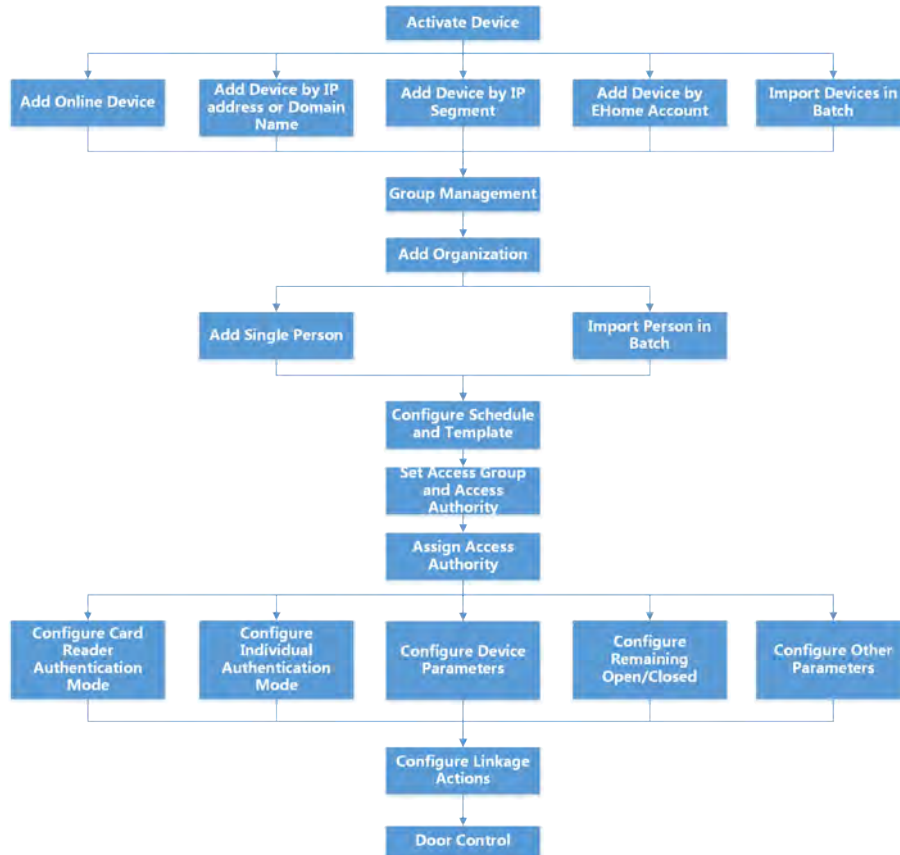 Activate Device
Add Online Device
Add Device by IP
address or Domain
Name
Add Device by IP
Segment
Add Device by
EHome Account
Import Devices in
Batch
Group Management
Add Organization
Add Single Person
Import Person in
Batch
Configure Schedule
and Template
Set Access Group
and Access
Authority
Assign Access
Authority
Configure Card
Reader
Authentication
Mode
Configure
Individual
Authentication
Mode
Configure Device
Parameters
Configure
Remaining
Open/Closed
Configure Other
Parameters
Configure Linkage
Actions
Door Control